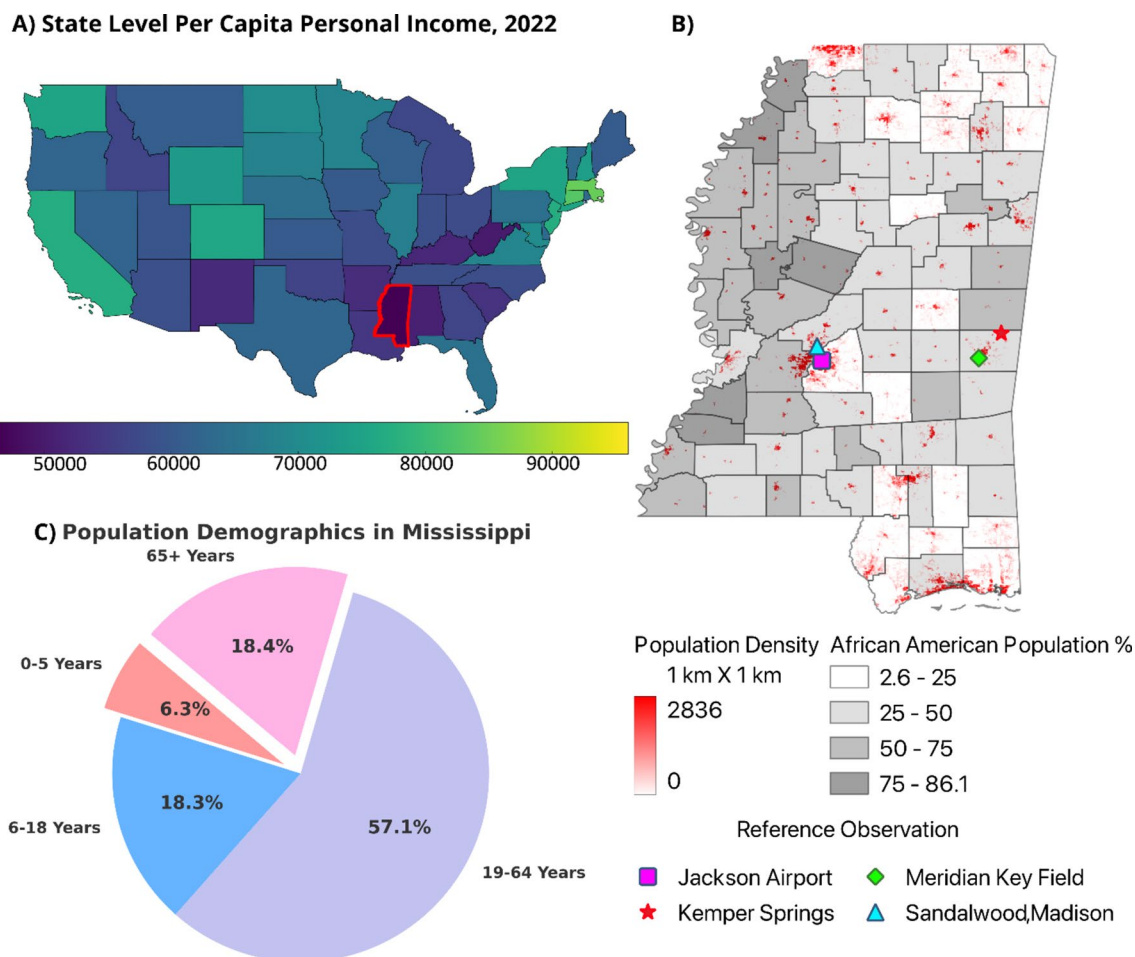 A) State Level Per Capita Personal Income, 2022
50000 60000 70000 80000 90000
B)
C) Population Demographics in Mississippi
65+ Years
18.4%
0-5 Years
6.3%
18.3%
6-18 Years
57.1%
19-64 Years
Population Density
1 km X 1 km
2836
0
African American Population %
2.6 - 25
25 - 50
50 - 75
75 - 86.1
Reference Observation
Jackson Airport
Meridian Key Field
Kemper Springs
Sandalwood,Madison